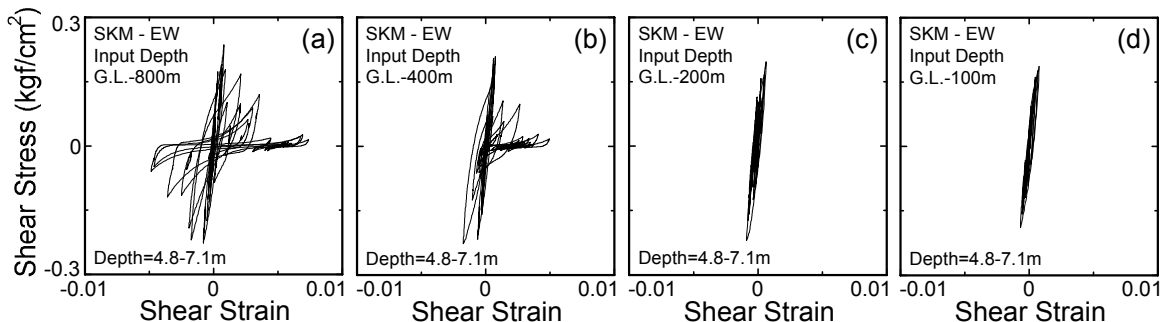 Shear Stress (kgf/cm²)
0.3
0
-0.3
SKM - EW
Input Depth
G.L.-800m
(a)
Depth=4.8-7.1m
-0.01
0
0.01
Shear Strain
SKM - EW
Input Depth
G.L.-400m
(b)
Depth=4.8-7.1m
-0.01
0
0.01
Shear Strain
SKM - EW
Input Depth
G.L.-200m
(c)
Depth=4.8-7.1m
-0.01
0
0.01
Shear Strain
SKM - EW
Input Depth
G.L.-100m
(d)
Depth=4.8-7.1m
-0.01
0
0.01
Shear Strain